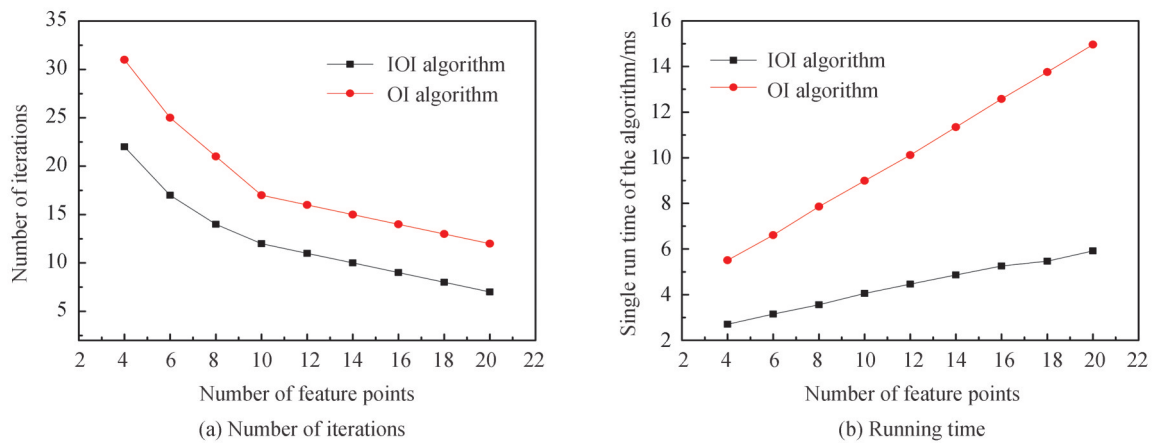 35
30
25
20
15
10
5
Number of iterations
IOI algorithm
OI algorithm
2 4 6 8 10 12 14 16 18 20 22
Number of feature points
(a) Number of iterations
16
14
12
10
8
6
4
2
Single run time of the algorithm/ms
IOI algorithm
OI algorithm
2 4 6 8 10 12 14 16 18 20 22
Number of feature points
(b) Running time